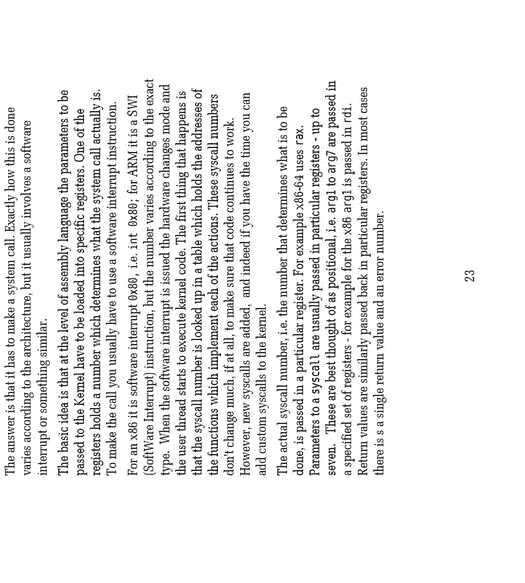 The answer is that it has to make a system call. Exactly how this is done
varies according to the architecture, but it usually involves a software
interrupt or something similar.
The basic idea is that at the level of assembly language the parameters to be
passed to the Kernel have to be loaded into specific registers. One of the
registers holds a number which determines what the system call actually is.
To make the call you usually have to use a software interrupt instruction.
For an x86 it is software interrupt 0x80, i.e. int 0x80; for ARM it is a SWI
(SoftWare Interrupt) instruction, but the number varies according to the exact
type. When the software interrupt is issued the hardware changes mode and
the user thread starts to execute kernel code. The first thing that happens is
that the syscall number is looked up in a table which holds the addresses of
the functions which implement each of the actions. These syscall numbers
don't change much, if at all, to make sure that code continues to work.
However, new syscalls are added, and indeed if you have the time you can
add custom syscalls to the kernel.
The actual syscall number, i.e. the number that determines what is to be
done, is passed in a particular register. For example x86-64 uses rax.
Parameters to a syscall are usually passed in particular registers - up to
seven. These are best thought of as positional, i.e. arg1 to arg7 are passed in
a specified set of registers - for example for the x86 arg1 is passed in rdi.
Return values are similarly passed back in particular registers. In most cases
there is s a single return value and an error number.
23